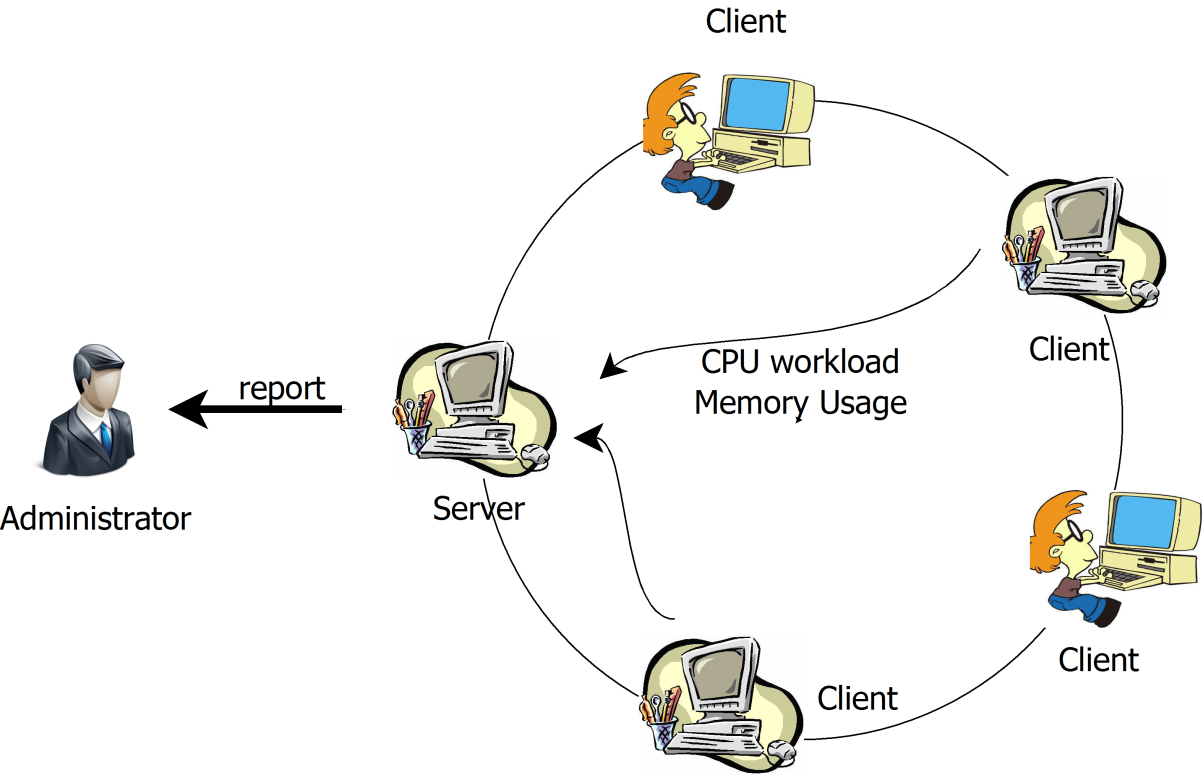 Client
Client
CPU workload
Memory Usage
report
Server
Administrator
Client
Client